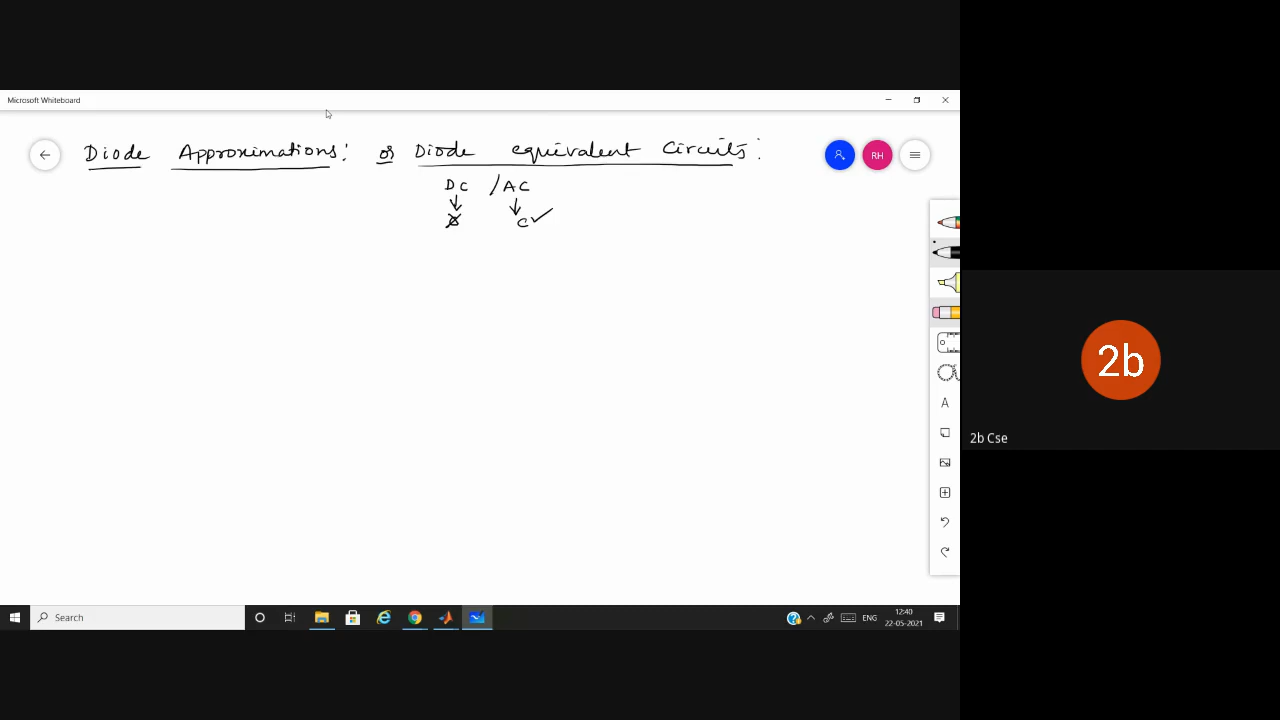 Microsoft Whiteboard
Diode Approximations: or Diode equivalent Circuits:
RH
DC / AC
C
A
2b
2b Cse
Search
ENG
12:40
22-05-2021